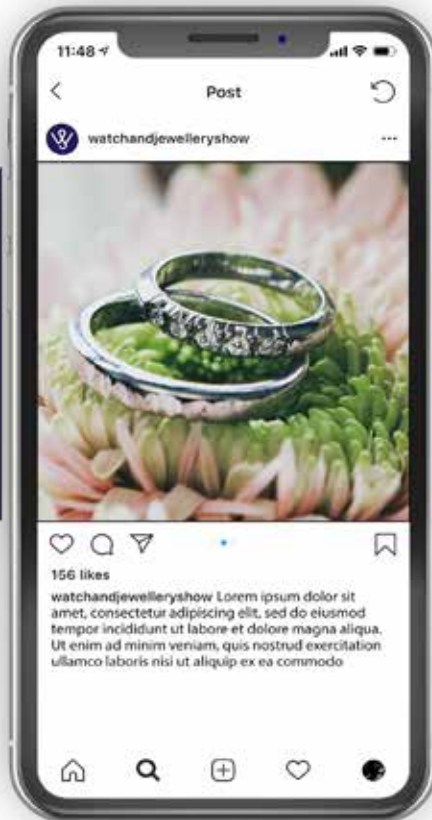 11:48
Post
watchandjewelleryshow
156 likes
watchandjewelleryshow Lorem ipsum dolor sit
amet, consectetur adipiscing elit, sed do eiusmod
tempor incididunt ut labore et dolore magna aliqua.
Ut enim ad minim veniam, quis nostrud exercitation
ullamco laboris nisi ut aliquip ex ea commodo